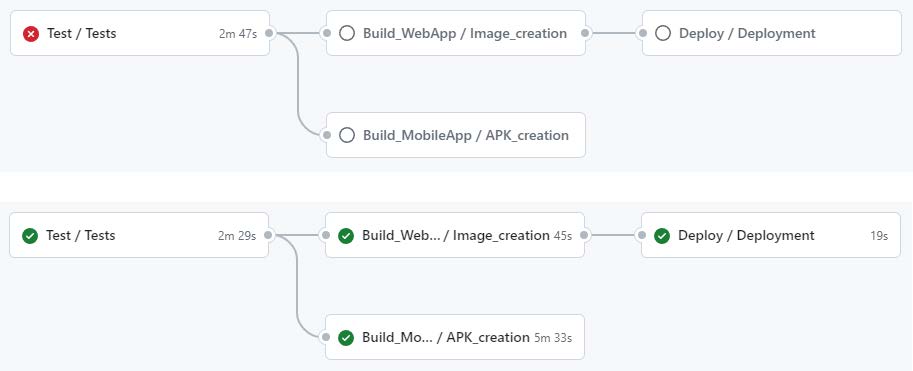 Test / Tests 2m 47s Build_WebApp / Image_creation Deploy / Deployment
Build_MobileApp / APK_creation
Test / Tests 2m 29s Build_Web... / Image_creation 45s Deploy / Deployment 19s
Build_Mo... / APK_creation 5m 33s